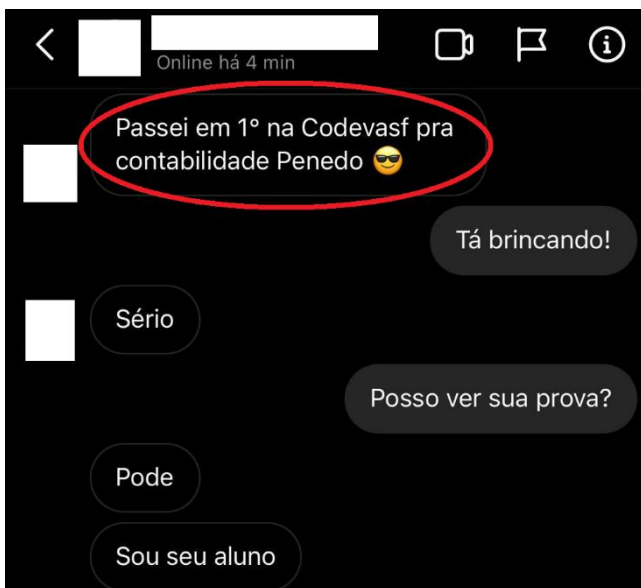 Online há 4 min
Passei em 1° na Codevasf pra
contabilidade Penedo 😎
Tá brincando!
Sério
Posso ver sua prova?
Pode
Sou seu aluno